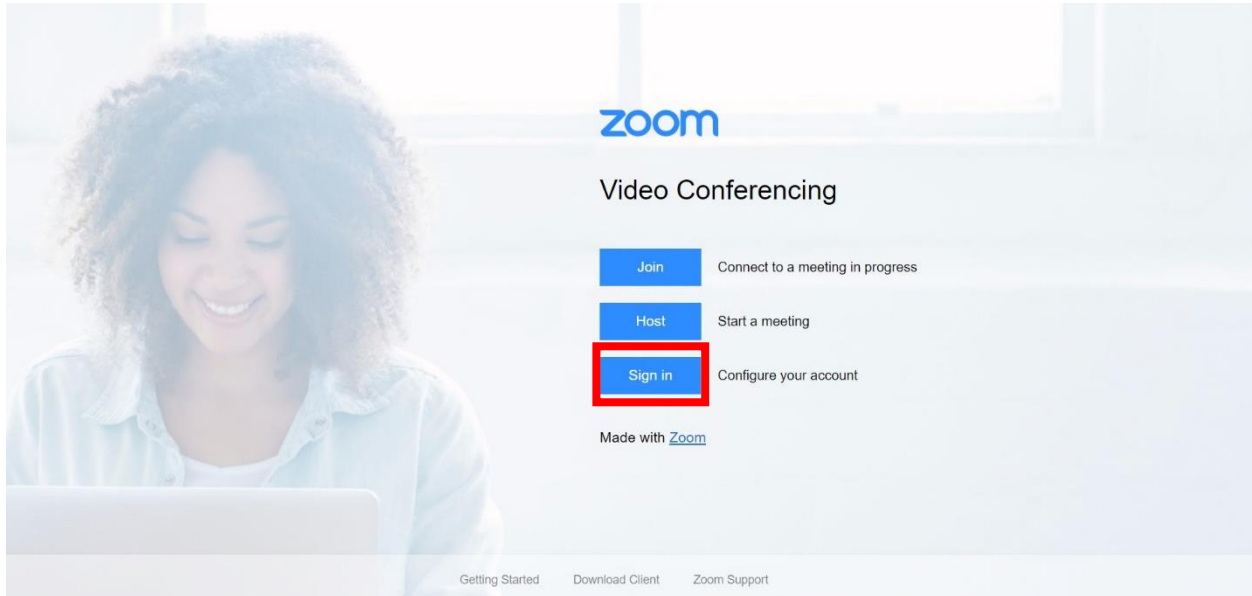 zoom
Video Conferencing
Join Connect to a meeting in progress
Host Start a meeting
Sign in Configure your account
Made with Zoom
Getting Started Download Client Zoom Support